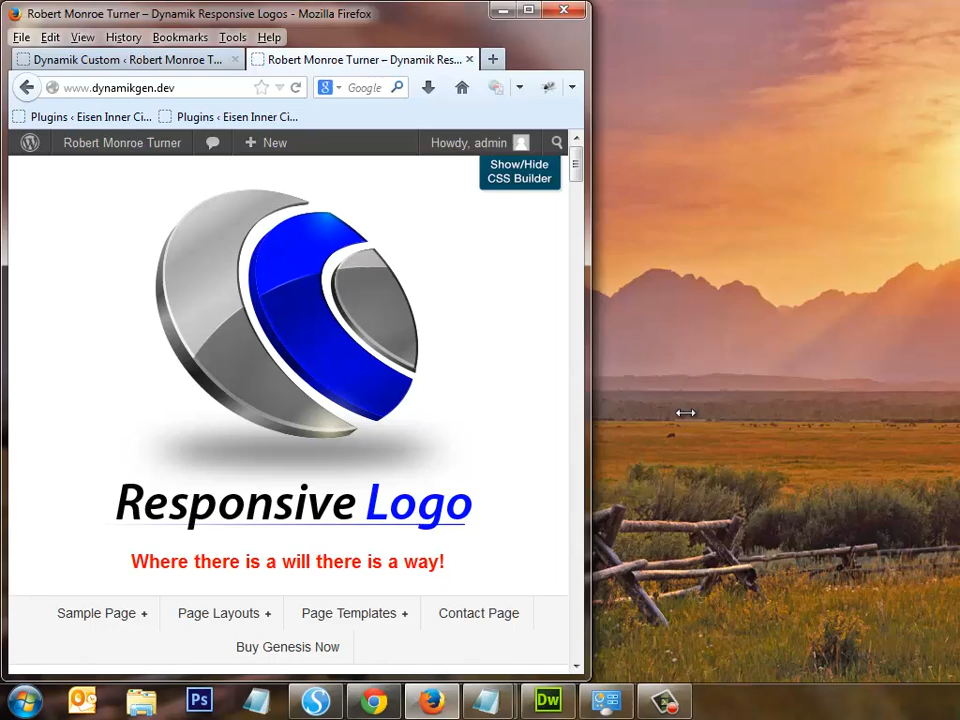 Robert Monroe Turner – Dynamik Responsive Logos - Mozilla Firefox
File Edit View History Bookmarks Tools Help
Dynamik Custom ‹ Robert Monroe T... × Robert Monroe Turner – Dynamik Res... × +
www.dynamikgen.dev Google
Plugins ‹ Eisen Inner Ci... Plugins ‹ Eisen Inner Ci...
Robert Monroe Turner + New Howdy, admin
Show/Hide
CSS Builder
Responsive Logo
Where there is a will there is a way!
Sample Page + Page Layouts + Page Templates + Contact Page
Buy Genesis Now
Ps Dw